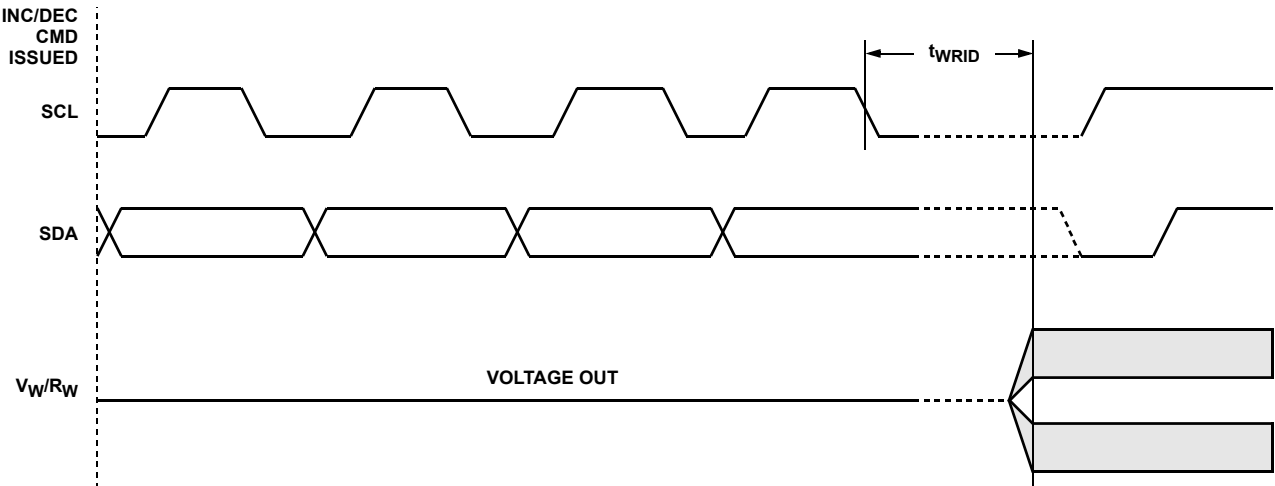 INC/DEC
CMD
ISSUED
tWRID
SCL
SDA
VOLTAGE OUT
VW/RW